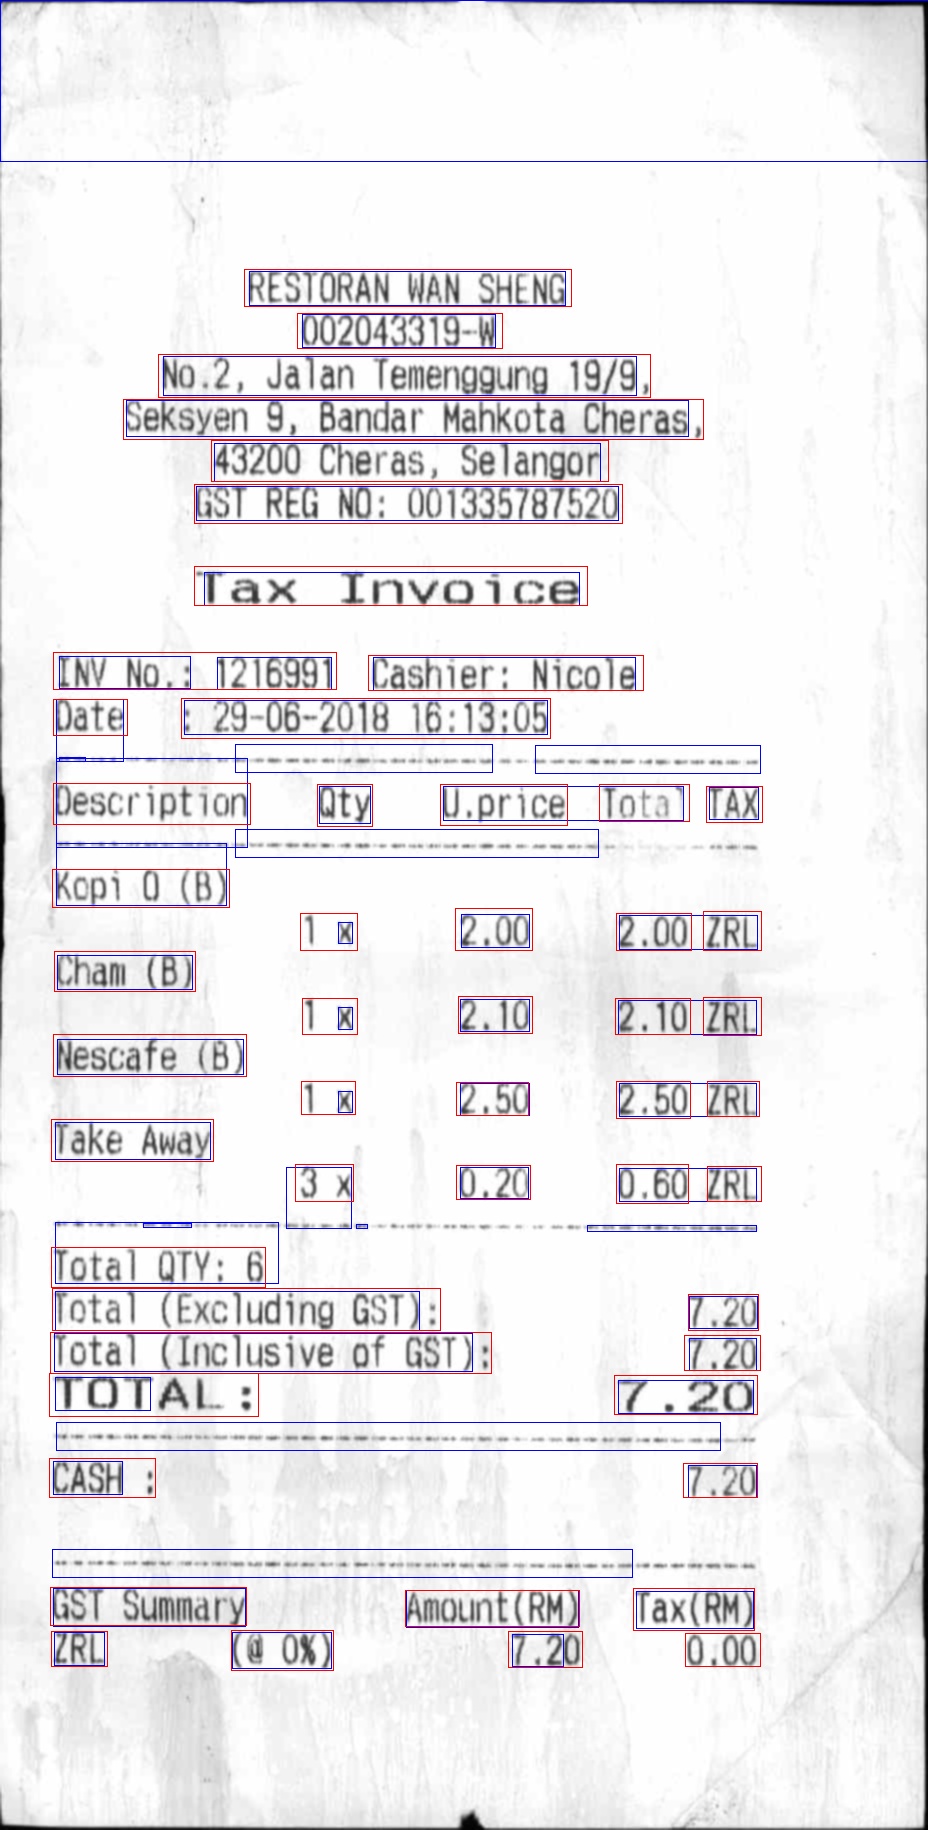 RESTORAN WAN SHENG
002043319-W
No.2, Jalan Temenggung 19/9,
Seksyen 9, Bandar Mahkota Cheras,
43200 Cheras, Selangor
GST REG NO: 001335787520
Tax Invoice
INV No.: 1216991 Cashier: Nicole
Date : 29-06-2018 16:13:05
Description Qty U.price Total TAX
Kopi O (B)
1 x 2.00 2.00 ZRL
Cham (B)
1 x 2.10 2.10 ZRL
Nescafe (B)
1 x 2.50 2.50 ZRL
Take Away
3 x 0.20 0.60 ZRL
Total QTY: 6
Total (Excluding GST): 7.20
Total (Inclusive of GST): 7.20
TOTAL: 7.20
CASH : 7.20
GST Summary Amount(RM) Tax(RM)
ZRL (@ 0%) 7.20 0.00